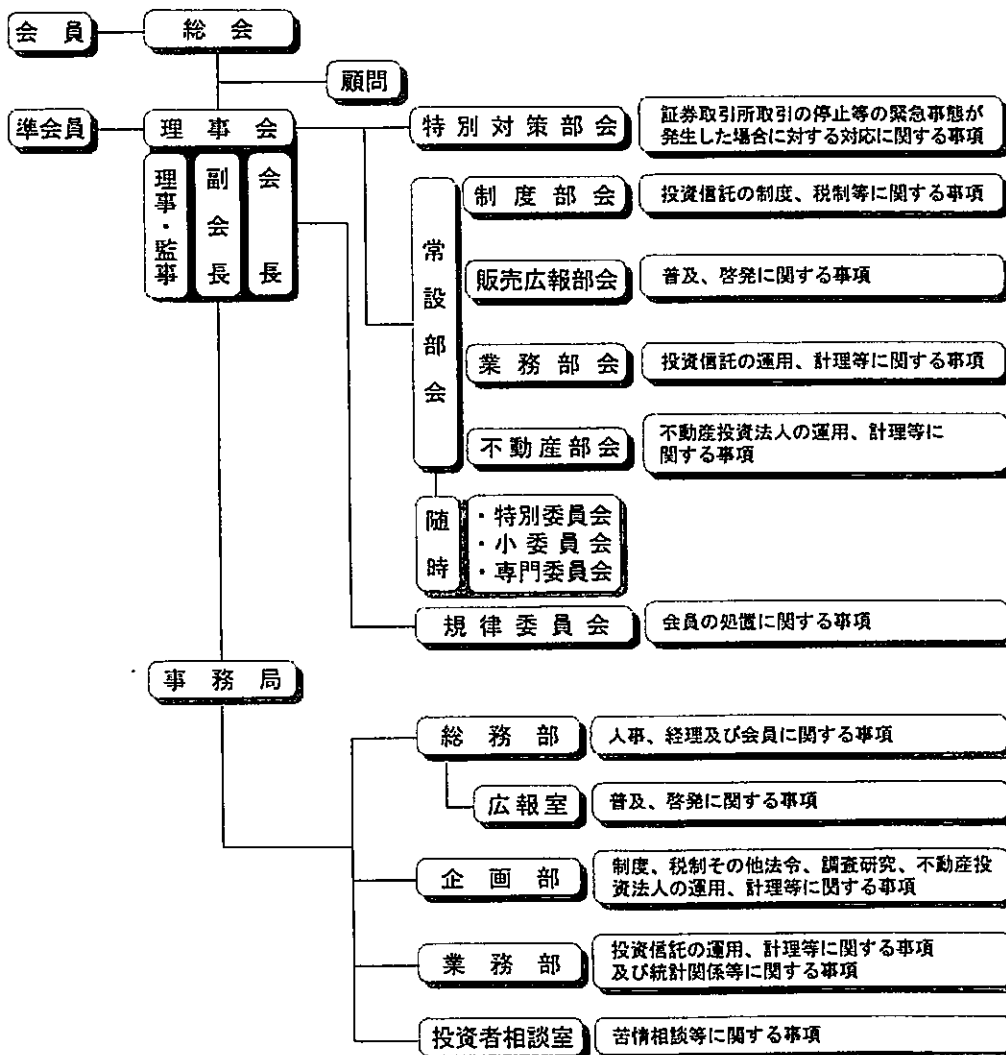 会員
総会
顧問
準会員
理事会
理事・監事
副会長
会長
特別対策部会
証券取引所取引の停止等の緊急事態が
発生した場合に対する対応に関する事項
常設部会
制度部会
投資信託の制度、税制等に関する事項
販売広報部会
普及、啓発に関する事項
業務部会
投資信託の運用、計理等に関する事項
不動産部会
不動産投資法人の運用、計理等に
関する事項
随時
・特別委員会
・小委員会
・専門委員会
規律委員会
会員の処置に関する事項
事務局
総務部
人事、経理及び会員に関する事項
広報室
普及、啓発に関する事項
企画部
制度、税制その他法令、調査研究、不動産投
資法人の運用、計理等に関する事項
業務部
投資信託の運用、計理等に関する事項
及び統計関係等に関する事項
投資者相談室
苦情相談等に関する事項